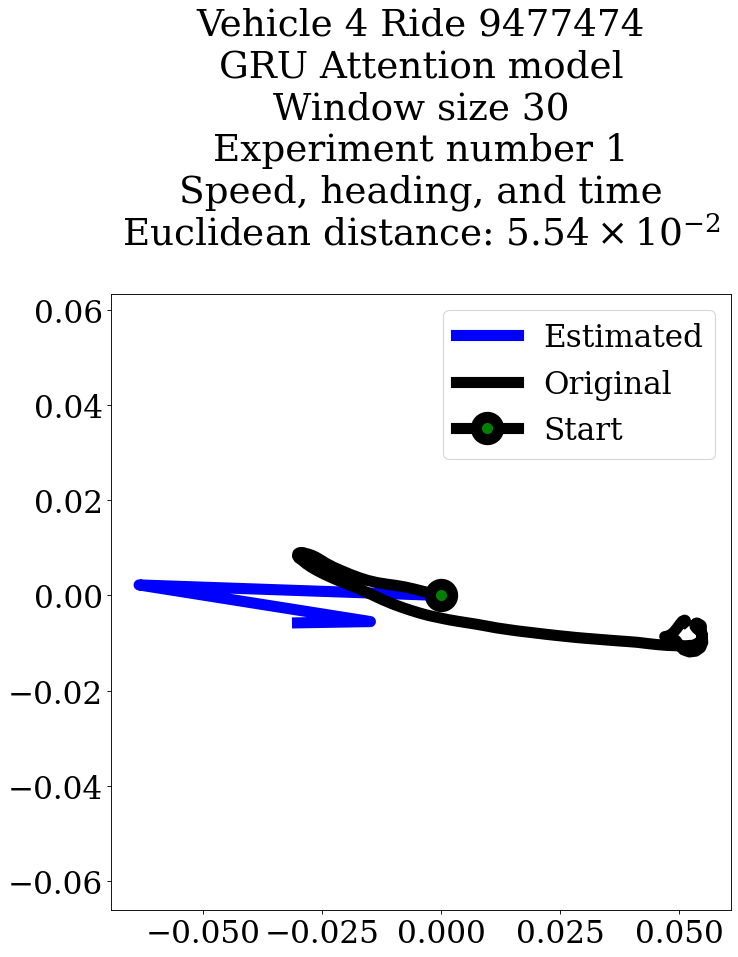 Vehicle 4 Ride 9477474
GRU Attention model
Window size 30
Experiment number 1
Speed, heading, and time
Euclidean distance: 5.54 × 10⁻²
0.06
0.04
0.02
0.00
−0.02
−0.04
−0.06
Estimated
Original
Start
−0.050 −0.025 0.000 0.025 0.050